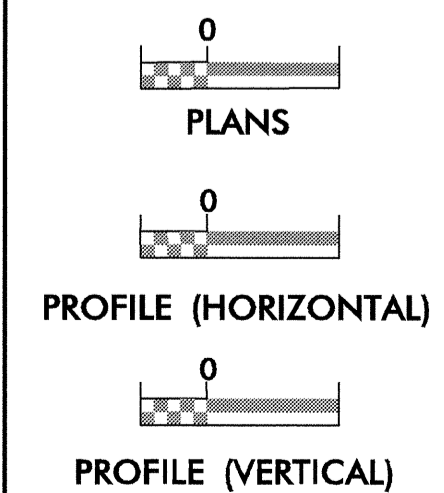 0
PLANS
0
PROFILE (HORIZONTAL)
0
PROFILE (VERTICAL)